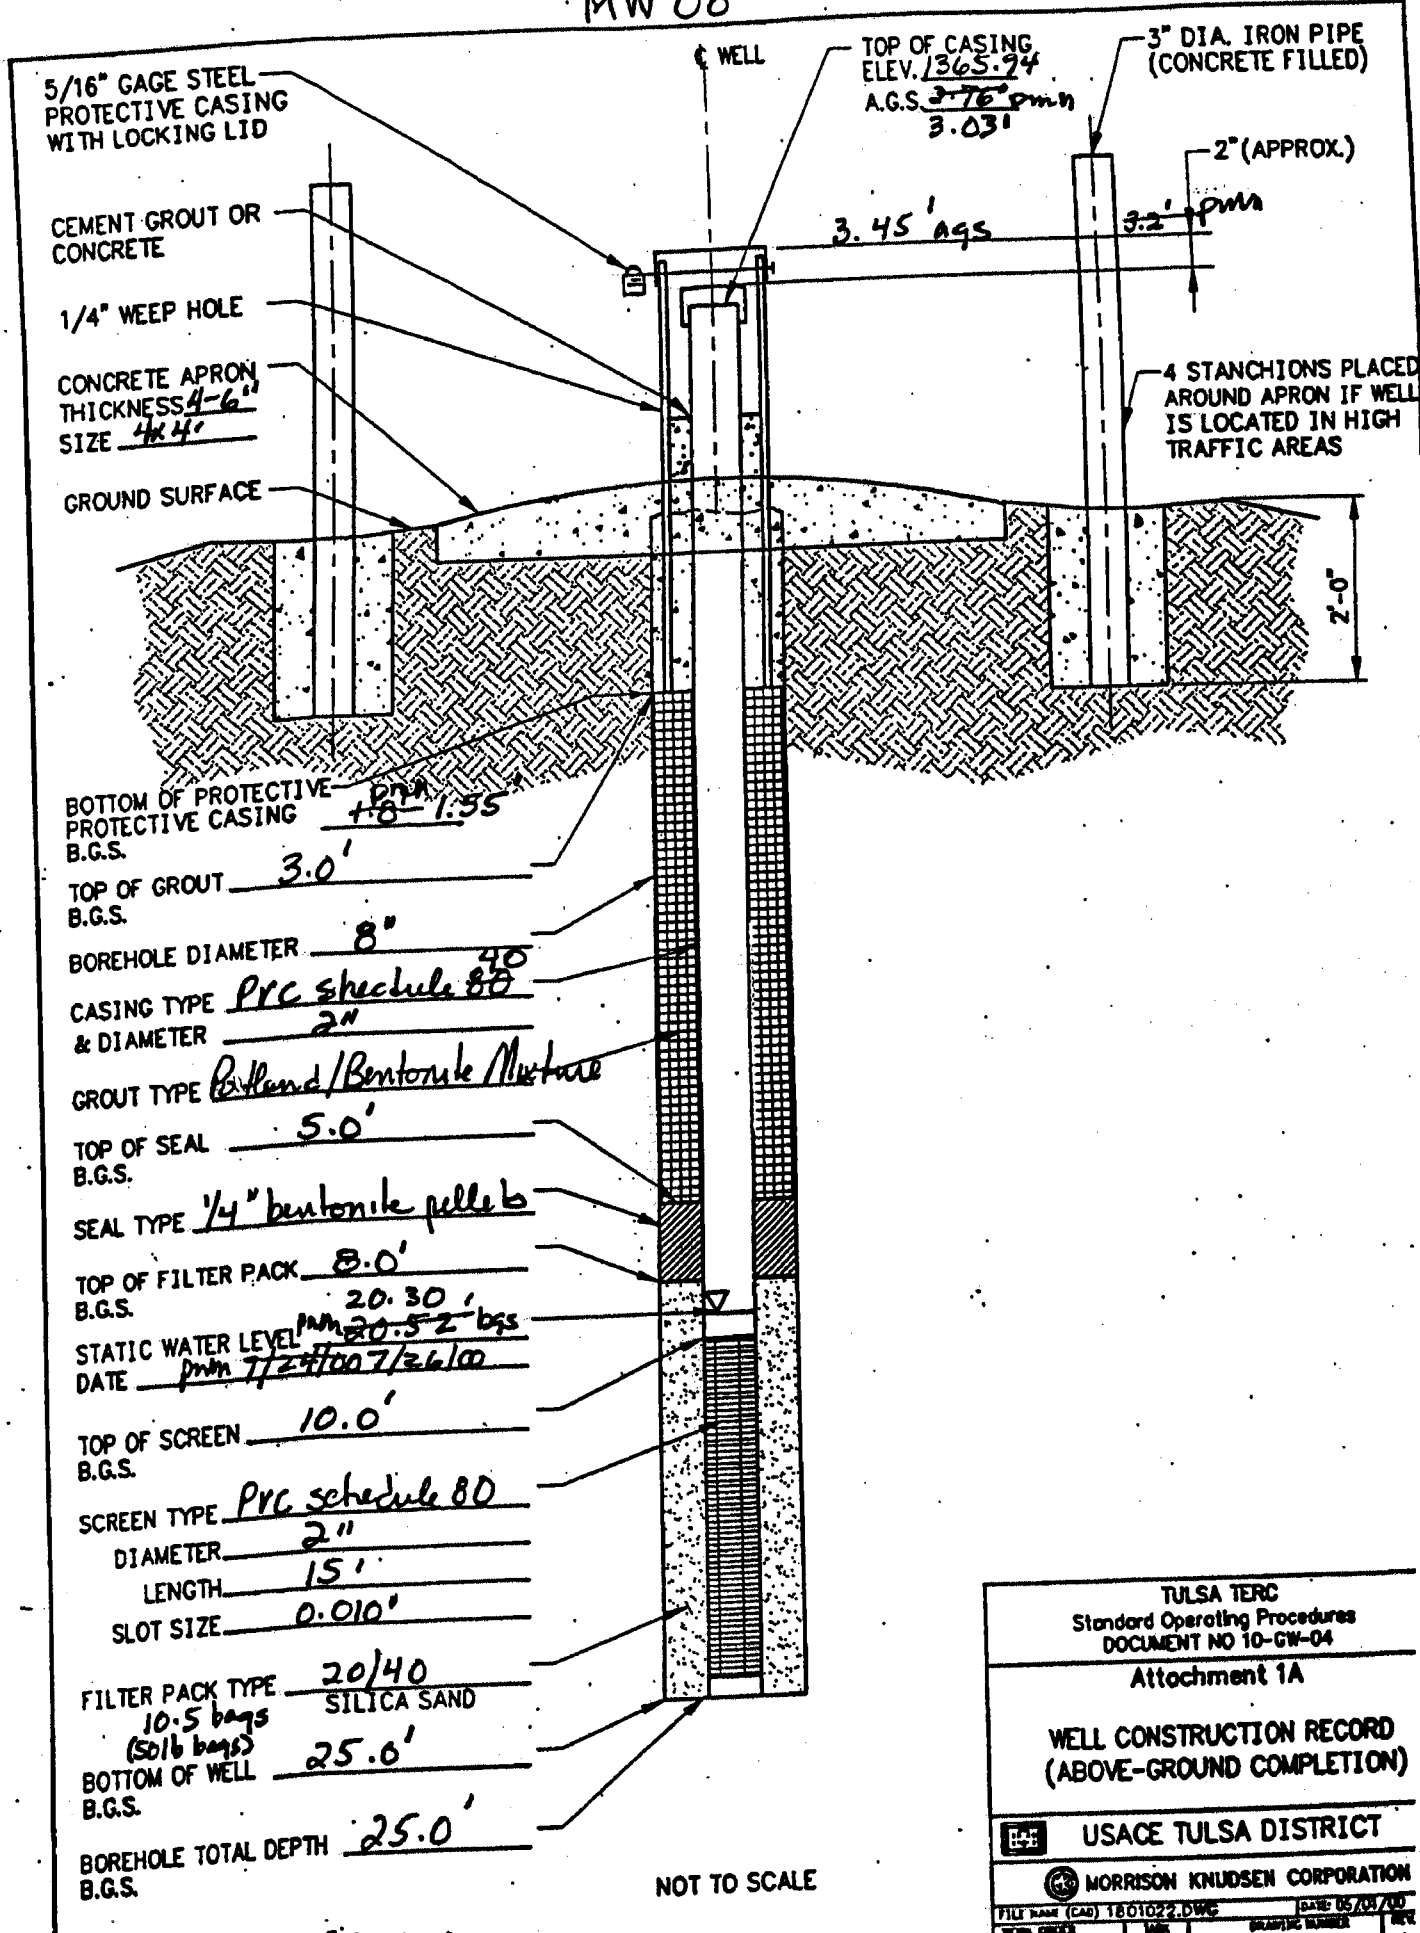 MW 08
℄ WELL
5/16" GAGE STEEL
PROTECTIVE CASING
WITH LOCKING LID
TOP OF CASING
ELEV. 1365.94
A.G.S. 2.76' pmn
3.03'
3" DIA. IRON PIPE
(CONCRETE FILLED)
2" (APPROX.)
CEMENT GROUT OR
CONCRETE
3.45' ags
3.2' pmn
1/4" WEEP HOLE
CONCRETE APRON
THICKNESS 4-6"
SIZE 4x4'
4 STANCHIONS PLACED
AROUND APRON IF WELL
IS LOCATED IN HIGH
TRAFFIC AREAS
GROUND SURFACE
2'-0"
BOTTOM OF PROTECTIVE
PROTECTIVE CASING 1.8 pmn 1.55'
B.G.S.
TOP OF GROUT 3.0'
B.G.S.
BOREHOLE DIAMETER 8"
40
CASING TYPE PVC shedule 80
& DIAMETER 2"
GROUT TYPE Portland/Bentonite Mixture
TOP OF SEAL 5.0'
B.G.S.
SEAL TYPE 1/4" bentonite pellets
TOP OF FILTER PACK 8.0'
B.G.S.
20.30
STATIC WATER LEVEL pmn 20.52' bgs
DATE pmn 7/24/00 7/26/00
TOP OF SCREEN 10.0'
B.G.S.
SCREEN TYPE PVC schedule 80
DIAMETER 2"
LENGTH 15'
SLOT SIZE 0.010"
FILTER PACK TYPE 20/40
SILICA SAND
10.5 bags
(50lb bags)
BOTTOM OF WELL 25.0'
B.G.S.
BOREHOLE TOTAL DEPTH 25.0'
B.G.S.
NOT TO SCALE
TULSA TERC
Standard Operating Procedures
DOCUMENT NO 10-GW-04
Attachment 1A
WELL CONSTRUCTION RECORD
(ABOVE-GROUND COMPLETION)
USACE TULSA DISTRICT
MORRISON KNUDSEN CORPORATION
FILE NAME (CAD) 1801022.DWG
DATE: 05/01/00
DRAWING NUMBER